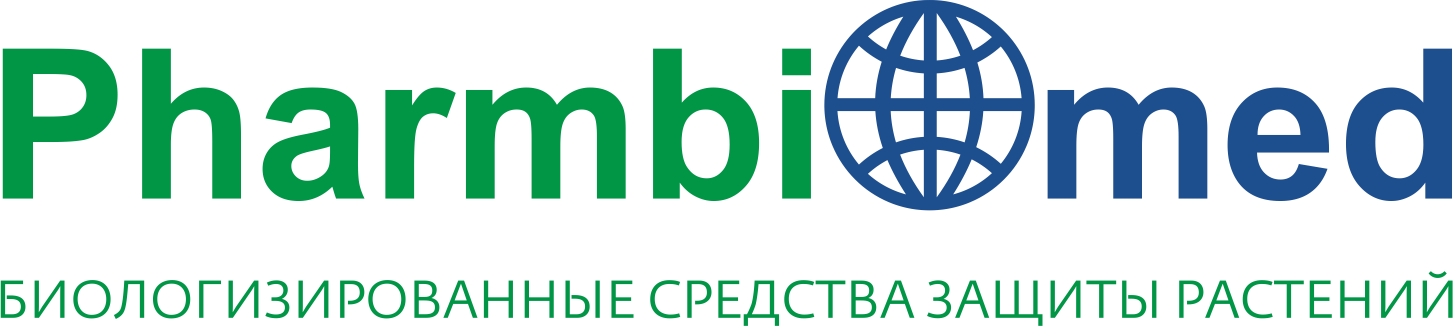 Pharmbiomed
БИОЛОГИЗИРОВАННЫЕ СРЕДСТВА ЗАЩИТЫ РАСТЕНИЙ